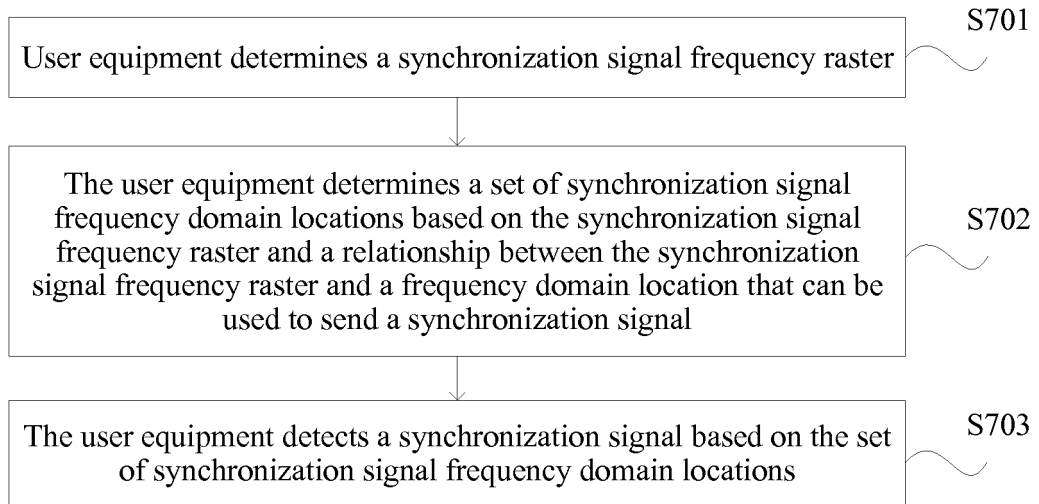 S701
User equipment determines a synchronization signal frequency raster
The user equipment determines a set of synchronization signal
frequency domain locations based on the synchronization signal
frequency raster and a relationship between the synchronization
signal frequency raster and a frequency domain location that can be
used to send a synchronization signal
S702
The user equipment detects a synchronization signal based on the set
of synchronization signal frequency domain locations
S703